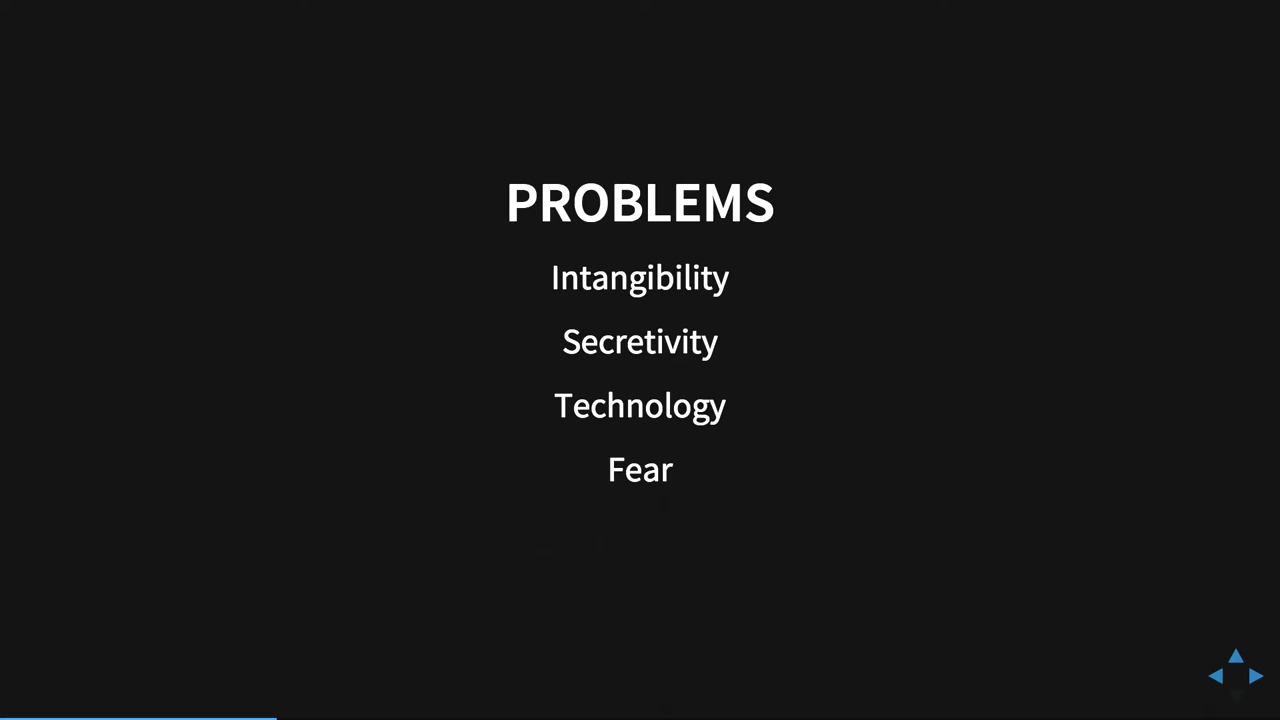 PROBLEMS
Intangibility
Secretivity
Technology
Fear